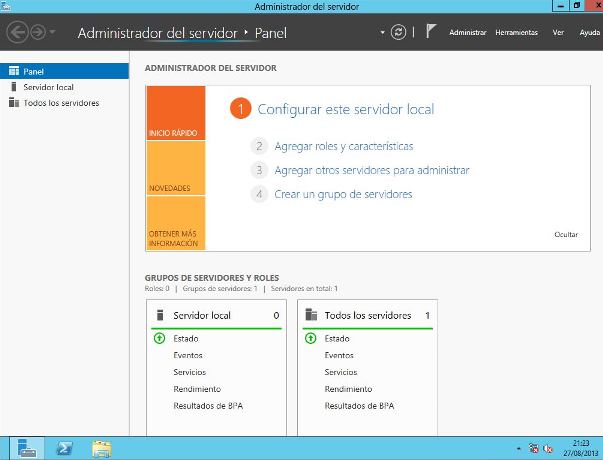 Administrador del servidor
Administrador del servidor ‣ Panel
Administrar Herramientas Ver Ayuda
Panel
Servidor local
Todos los servidores
ADMINISTRADOR DEL SERVIDOR
INICIO RÁPIDO
NOVEDADES
OBTENER MÁS
INFORMACIÓN
1 Configurar este servidor local
2 Agregar roles y características
3 Agregar otros servidores para administrar
4 Crear un grupo de servidores
Ocultar
GRUPOS DE SERVIDORES Y ROLES
Roles: 0 | Grupos de servidores: 1 | Servidores en total: 1
Servidor local 0
Estado
Eventos
Servicios
Rendimiento
Resultados de BPA
Todos los servidores 1
Estado
Eventos
Servicios
Rendimiento
Resultados de BPA
21:23
27/08/2013